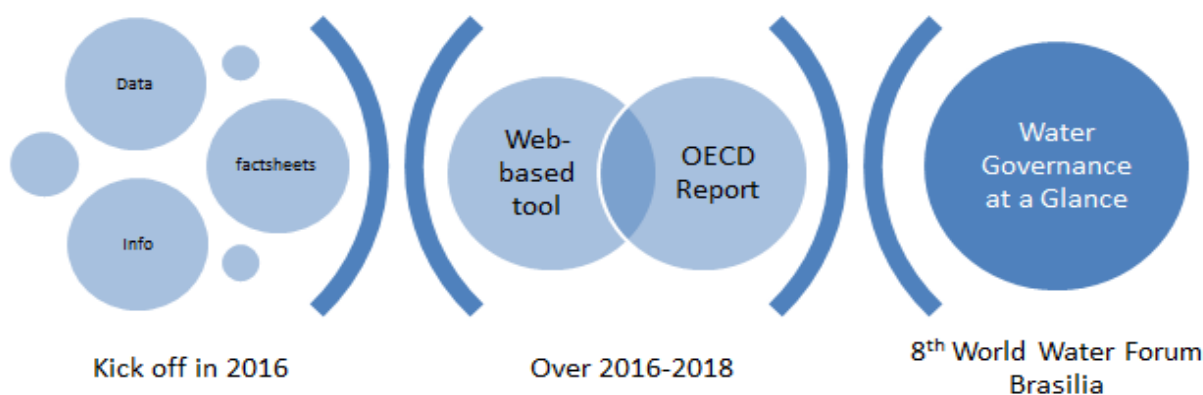 Data
factsheets
Info
Web-
based
tool
OECD
Report
Water
Governance
at a Glance
Kick off in 2016
Over 2016-2018
8th World Water Forum
Brasilia